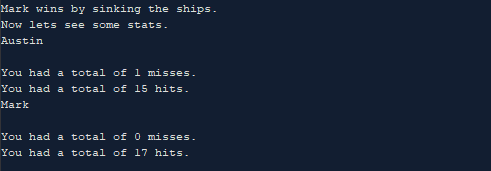 Mark wins by sinking the ships.
Now lets see some stats.
Austin
You had a total of 1 misses.
You had a total of 15 hits.
Mark
You had a total of 0 misses.
You had a total of 17 hits.